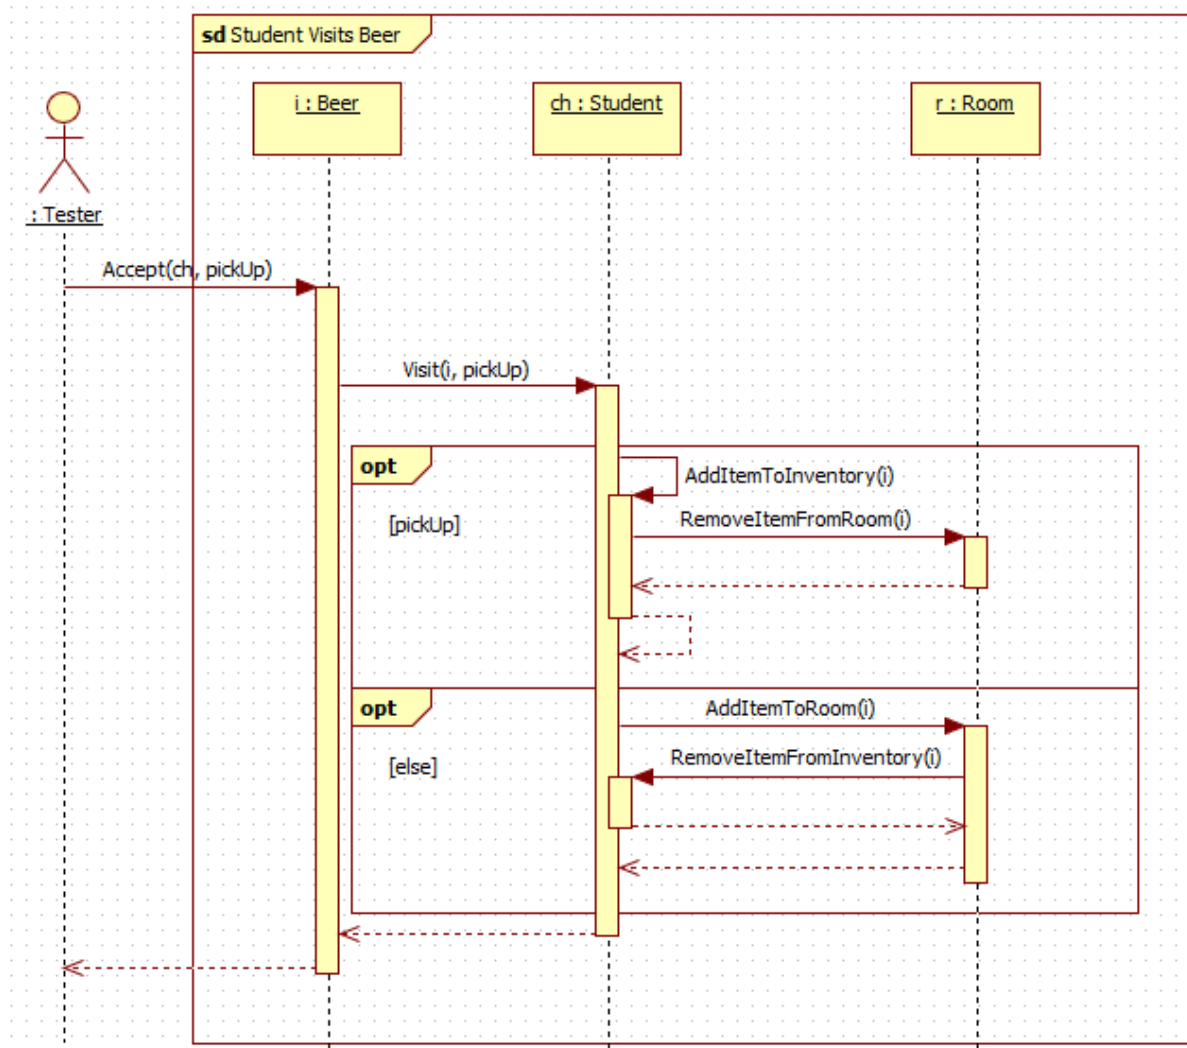 sd Student Visits Beer
i : Beer
ch : Student
r : Room
: Tester
Accept(ch, pickUp)
Visit(i, pickUp)
opt
AddItemToInventory(i)
[pickUp]
RemoveItemFromRoom(i)
opt
AddItemToRoom(i)
[else]
RemoveItemFromInventory(i)